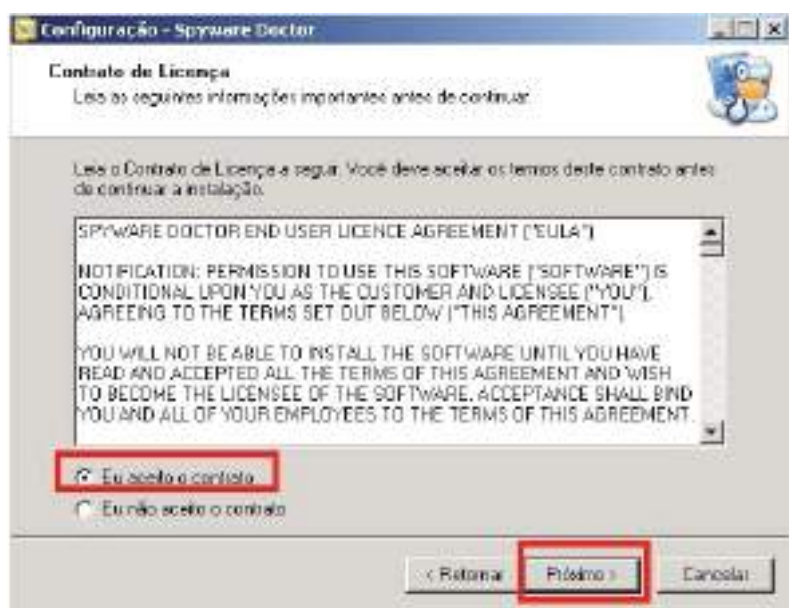 Configuração - Spyware Doctor
Contrato de Licença
Leia as seguintes informações importantes antes de continuar.
Leia o Contrato de Licença a seguir. Você deve aceitar os termos deste contrato antes
de continuar a instalação.
SPYWARE DOCTOR END USER LICENCE AGREEMENT ("EULA")
NOTIFICATION: PERMISSION TO USE THIS SOFTWARE ("SOFTWARE") IS
CONDITIONAL UPON YOU AS THE CUSTOMER AND LICENSEE ("YOU"),
AGREEING TO THE TERMS SET OUT BELOW ("THIS AGREEMENT")
YOU WILL NOT BE ABLE TO INSTALL THE SOFTWARE UNTIL YOU HAVE
READ AND ACCEPTED ALL THE TERMS OF THIS AGREEMENT AND WISH
TO BECOME THE LICENSEE OF THE SOFTWARE. ACCEPTANCE SHALL BIND
YOU AND ALL OF YOUR EMPLOYEES TO THE TERMS OF THIS AGREEMENT.
Eu aceito o contrato
Eu não aceito o contrato
< Retornar
Próximo >
Cancelar